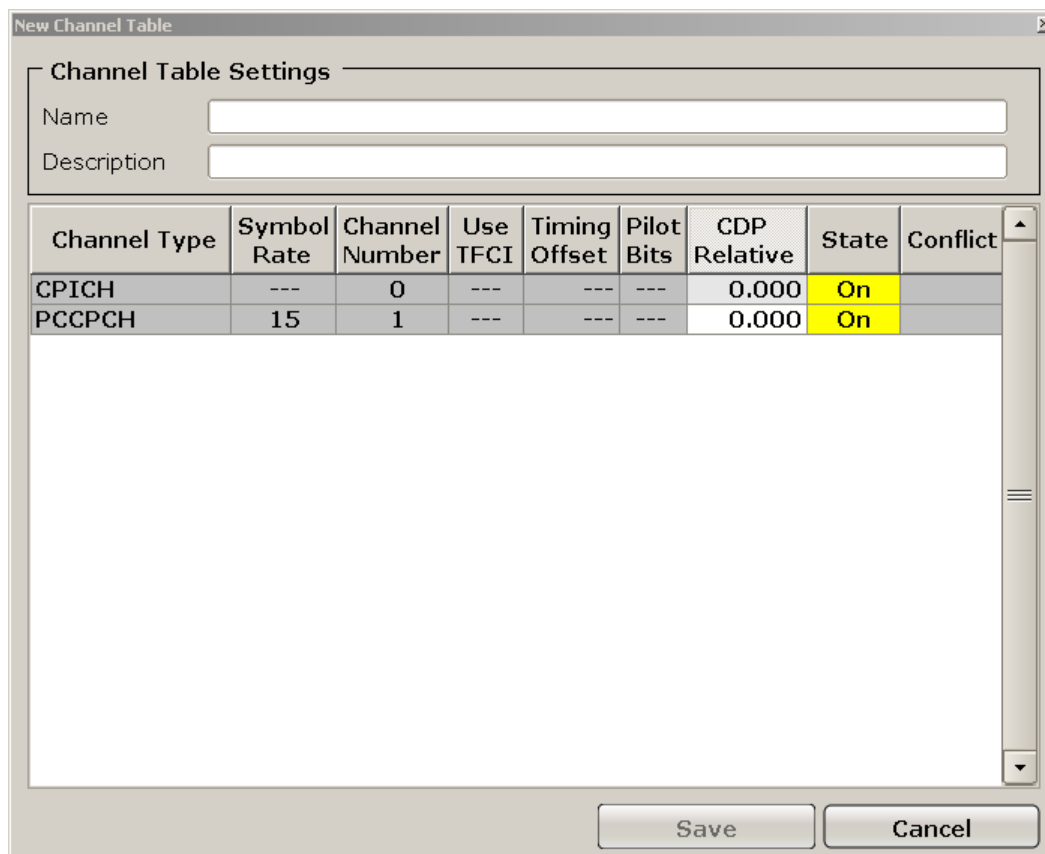 New Channel Table
Channel Table Settings
Name
Description
Channel Type Symbol Rate Channel Number Use TFCI Timing Offset Pilot Bits CDP Relative State Conflict
CPICH --- 0 --- --- --- 0.000 On
PCCPCH 15 1 --- --- --- 0.000 On
Save Cancel